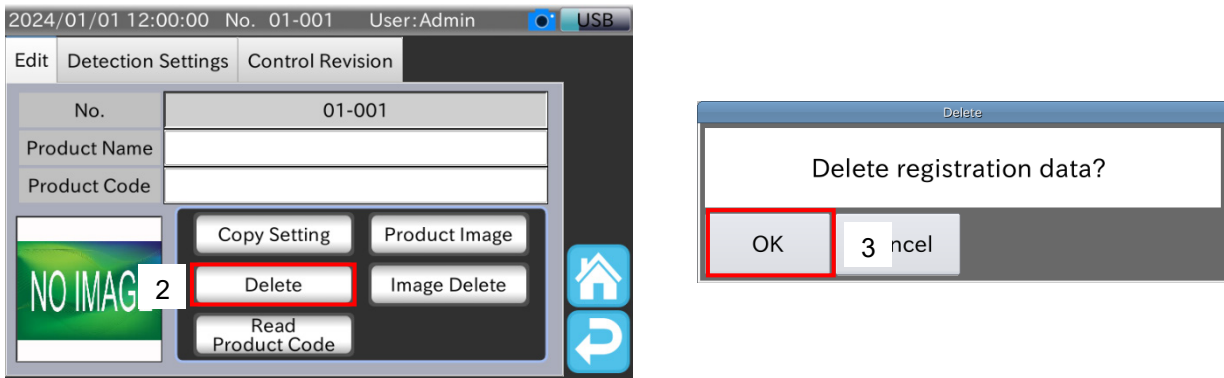 2024/01/01 12:00:00 No. 01-001 User:Admin USB
Edit Detection Settings Control Revision
No. 01-001
Product Name
Product Code
Copy Setting Product Image
Delete Image Delete
Read
Product Code
NO IMAG
2
Delete
Delete registration data?
OK
3 ncel